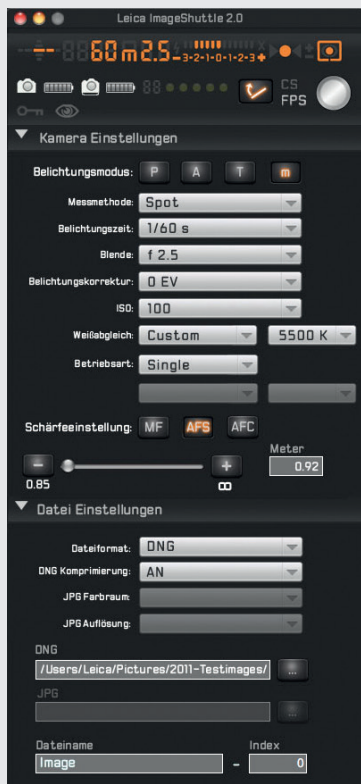 Leica ImageShuttle 2.0
60 m 2.5 -3-2-1-0-1-2-3+
88
CS
FPS
Kamera Einstellungen
Belichtungsmodus: P A T m
Messmethode: Spot
Belichtungszeit: 1/60 s
Blende: f 2.5
Belichtungskorrektur: 0 EV
ISO: 100
Weißabgleich: Custom 5500 K
Betriebsart: Single
Schärfeeinstellung: MF AFS AFC
Meter
- + 0.92
0.85 ∞
Datei Einstellungen
Dateiformat: DNG
DNG Komprimierung: AN
JPG Farbraum:
JPG Auflösung:
DNG
/Users/Leica/Pictures/2011-Testimages/ ...
JPG
...
Dateiname Index
Image - 0